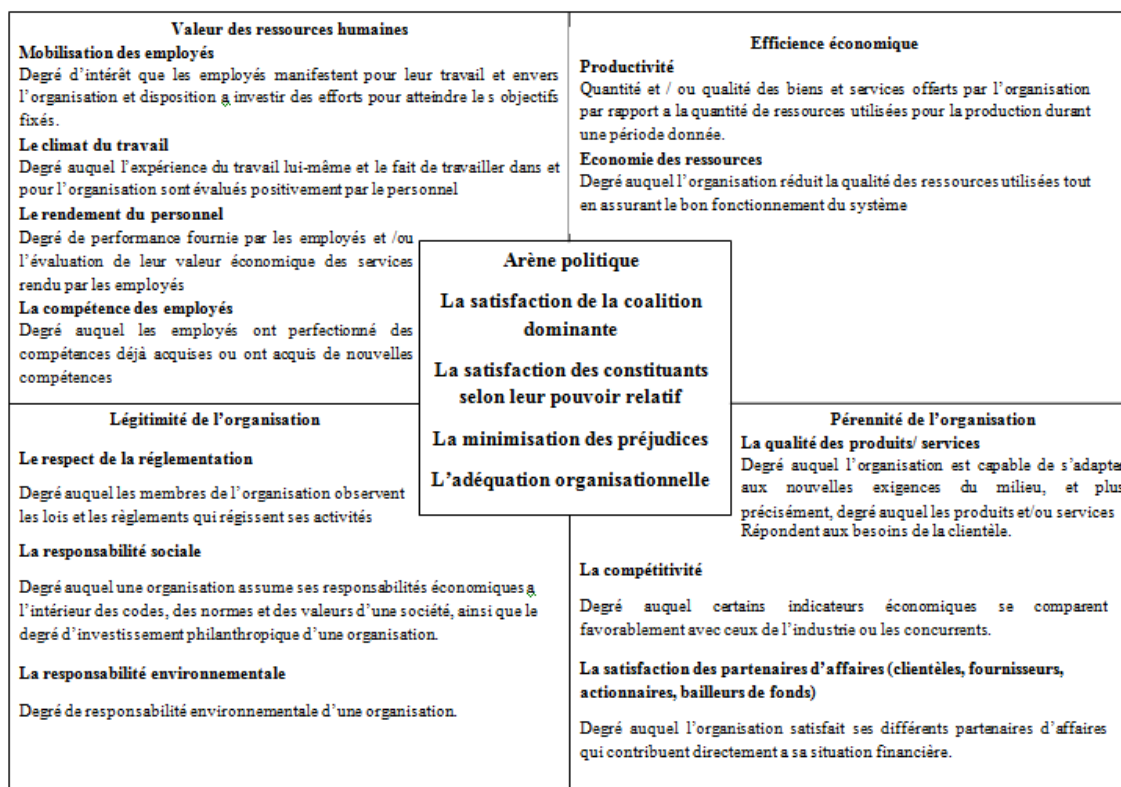 Valeur des ressources humaines
Mobilisation des employés
Degré d'intérêt que les employés manifestent pour leur travail et envers
l'organisation et disposition a investir des efforts pour atteindre le s objectifs
fixés.
Le climat du travail
Degré auquel l'expérience du travail lui-même et le fait de travailler dans et
pour l'organisation sont évalués positivement par le personnel
Le rendement du personnel
Degré de performance fournie par les employés et /ou
l'évaluation de leur valeur économique des services
rendu par les employés
La compétence des employés
Degré auquel les employés ont perfectionné des
compétences déjà acquises ou ont acquis de nouvelles
compétences
Efficience économique
Productivité
Quantité et / ou qualité des biens et services offerts par l'organisation
par rapport a la quantité de ressources utilisées pour la production durant
une période donnée.
Economie des ressources
Degré auquel l'organisation réduit la qualité des ressources utilisées tout
en assurant le bon fonctionnement du système
Arène politique
La satisfaction de la coalition
dominante
La satisfaction des constituants
selon leur pouvoir relatif
La minimisation des préjudices
L'adéquation organisationnelle
Légitimité de l'organisation
Le respect de la réglementation
Degré auquel les membres de l'organisation observent
les lois et les règlements qui régissent ses activités
La responsabilité sociale
Degré auquel une organisation assume ses responsabilités économiques a
l'intérieur des codes, des normes et des valeurs d'une société, ainsi que le
degré d'investissement philanthropique d'une organisation.
La responsabilité environnementale
Degré de responsabilité environnementale d'une organisation.
Pérennité de l'organisation
La qualité des produits/ services
Degré auquel l'organisation est capable de s'adapte
aux nouvelles exigences du milieu, et plus
précisément, degré auquel les produits et/ou services
Répondent aux besoins de la clientèle.
La compétitivité
Degré auquel certains indicateurs économiques se comparent
favorablement avec ceux de l'industrie ou les concurrents.
La satisfaction des partenaires d'affaires (clientèles, fournisseurs,
actionnaires, bailleurs de fonds)
Degré auquel l'organisation satisfait ses différents partenaires d'affaires
qui contribuent directement a sa situation financière.